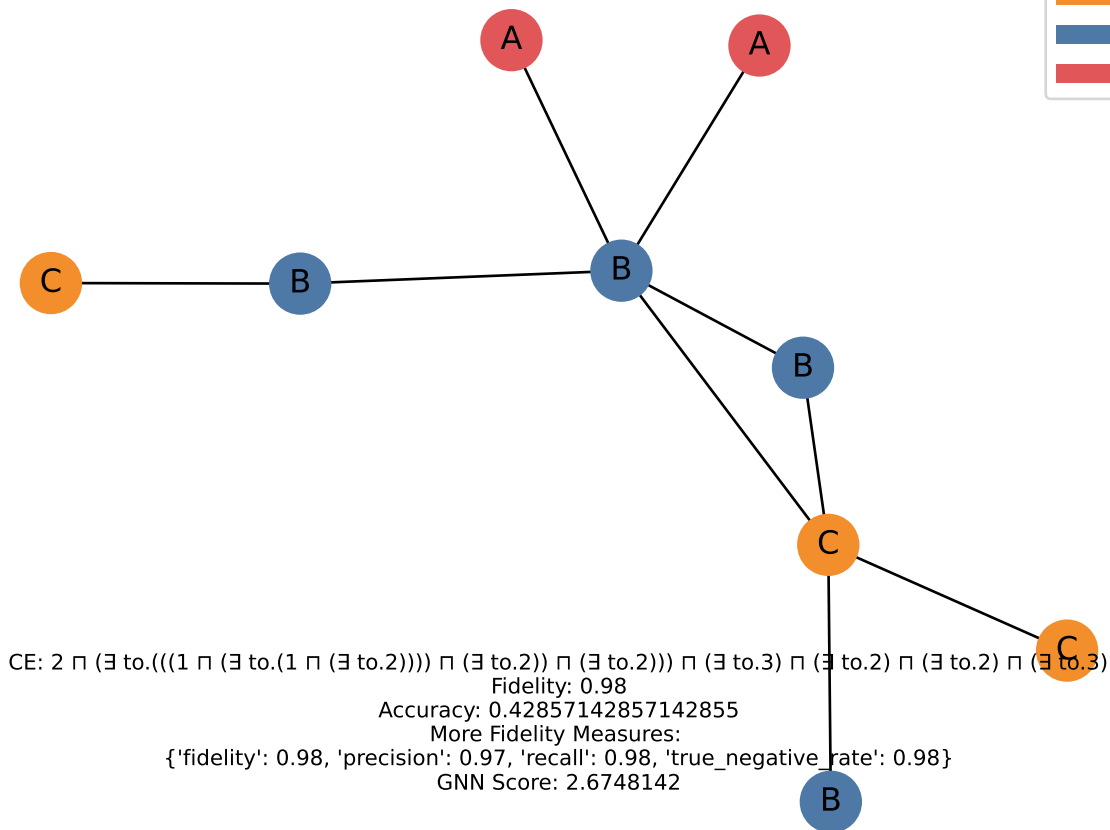 A
A
B
C
B
B
C
C
CE: 2 ⊓ (∃ to.(((1 ⊓ (∃ to.(1 ⊓ (∃ to.2)))) ⊓ (∃ to.2)) ⊓ (∃ to.2))) ⊓ (∃ to.3) ⊓ (∃ to.2) ⊓ (∃ to.2) ⊓ (∃ to.3)
Fidelity: 0.98
Accuracy: 0.42857142857142855
More Fidelity Measures:
{'fidelity': 0.98, 'precision': 0.97, 'recall': 0.98, 'true_negative_rate': 0.98}
GNN Score: 2.6748142
B